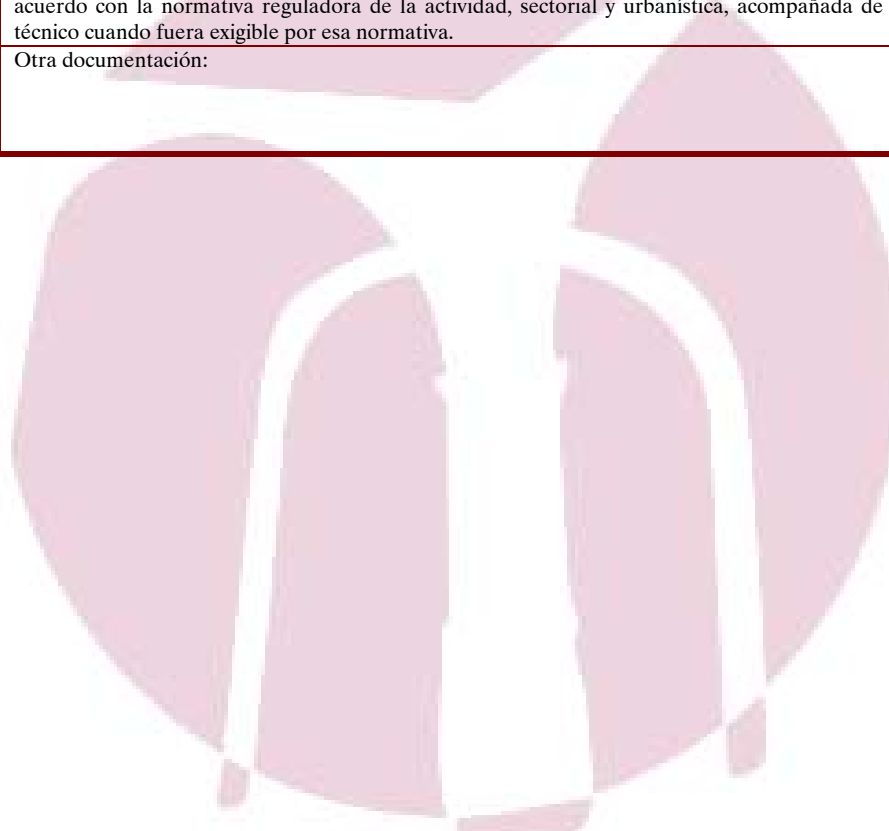 acuerdo con la normativa reguladora de la actividad, sectorial y urbanística, acompañada de
técnico cuando fuera exigible por esa normativa.
Otra documentación: